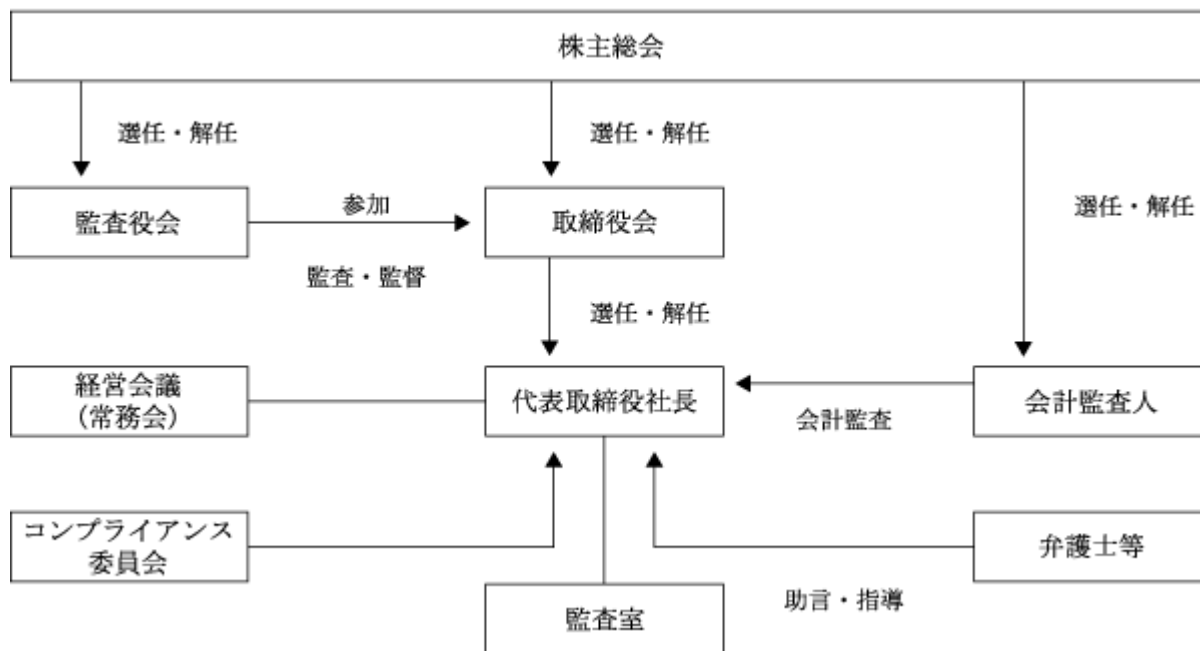 株主総会
選任・解任
選任・解任
選任・解任
監査役会
参加
取締役会
監査・監督
選任・解任
経営会議
(常務会)
代表取締役社長
会計監査
会計監査人
コンプライアンス
委員会
弁護士等
助言・指導
監査室